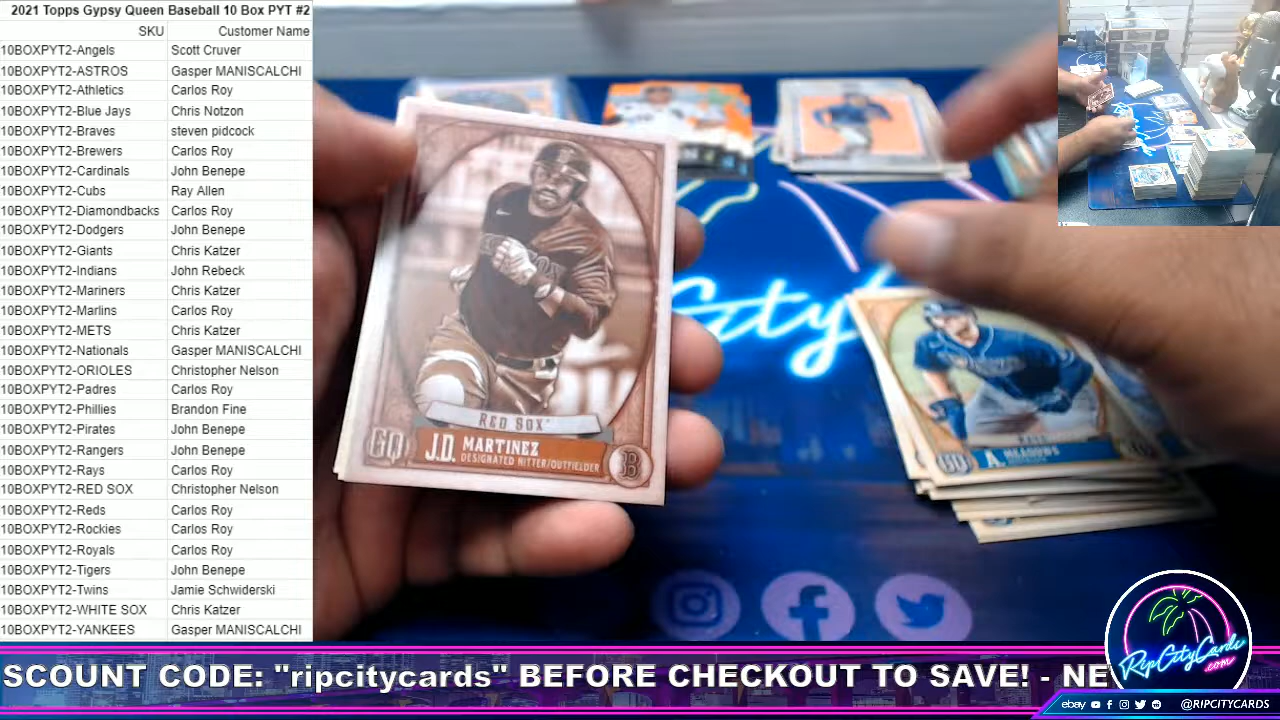 2021 Topps Gypsy Queen Baseball 10 Box PYT #2
SKU Customer Name
10BOXPYT2-Angels Scott Cruver
10BOXPYT2-ASTROS Gasper MANISCALCHI
10BOXPYT2-Athletics Carlos Roy
10BOXPYT2-Blue Jays Chris Notzon
10BOXPYT2-Braves steven pidcock
10BOXPYT2-Brewers Carlos Roy
10BOXPYT2-Cardinals John Benepe
10BOXPYT2-Cubs Ray Allen
10BOXPYT2-Diamondbacks Carlos Roy
10BOXPYT2-Dodgers John Benepe
10BOXPYT2-Giants Chris Katzer
10BOXPYT2-Indians John Rebeck
10BOXPYT2-Mariners Chris Katzer
10BOXPYT2-Marlins Carlos Roy
10BOXPYT2-METS Chris Katzer
10BOXPYT2-Nationals Gasper MANISCALCHI
10BOXPYT2-ORIOLES Christopher Nelson
10BOXPYT2-Padres Carlos Roy
10BOXPYT2-Phillies Brandon Fine
10BOXPYT2-Pirates John Benepe
10BOXPYT2-Rangers John Benepe
10BOXPYT2-Rays Carlos Roy
10BOXPYT2-RED SOX Christopher Nelson
10BOXPYT2-Reds Carlos Roy
10BOXPYT2-Rockies Carlos Roy
10BOXPYT2-Royals Carlos Roy
10BOXPYT2-Tigers John Benepe
10BOXPYT2-Twins Jamie Schwiderski
10BOXPYT2-WHITE SOX Chris Katzer
10BOXPYT2-YANKEES Gasper MANISCALCHI
RED SOX
GQ J.D. MARTINEZ B
DESIGNATED HITTER/OUTFIELDER
City
RAYS
GQ A. MEADOWS
RipCityCards
.com
SCOUNT CODE: "ripcitycards" BEFORE CHECKOUT TO SAVE! - NE
ebay @RIPCITYCARDS